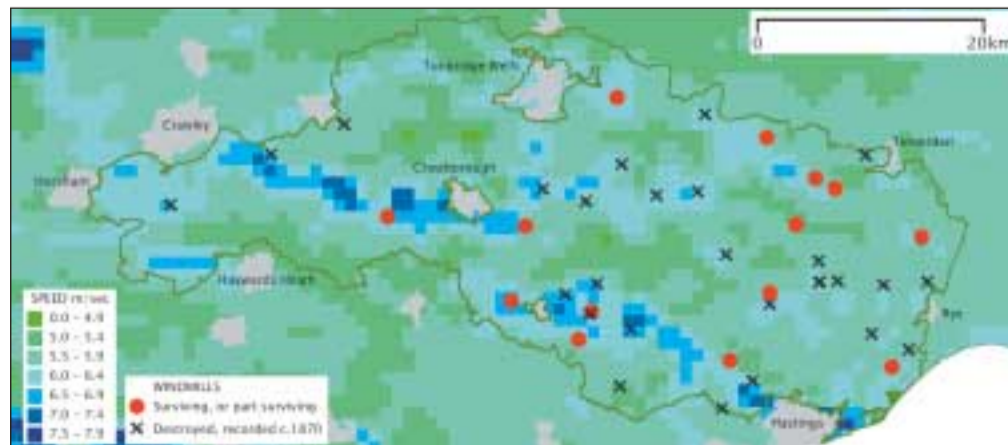 0 20km
Tunbridge Wells
Crawley
Tenterden
Crowborough
Horsham
Haywards Heath
Rye
Hastings
SPEED m/sec
0.0 - 4.9
5.0 - 5.4
5.5 - 5.9
6.0 - 6.4
6.5 - 6.9
7.0 - 7.4
7.5 - 7.9
WINDMILLS
Surviving, or part surviving
Destroyed, recorded c.1870